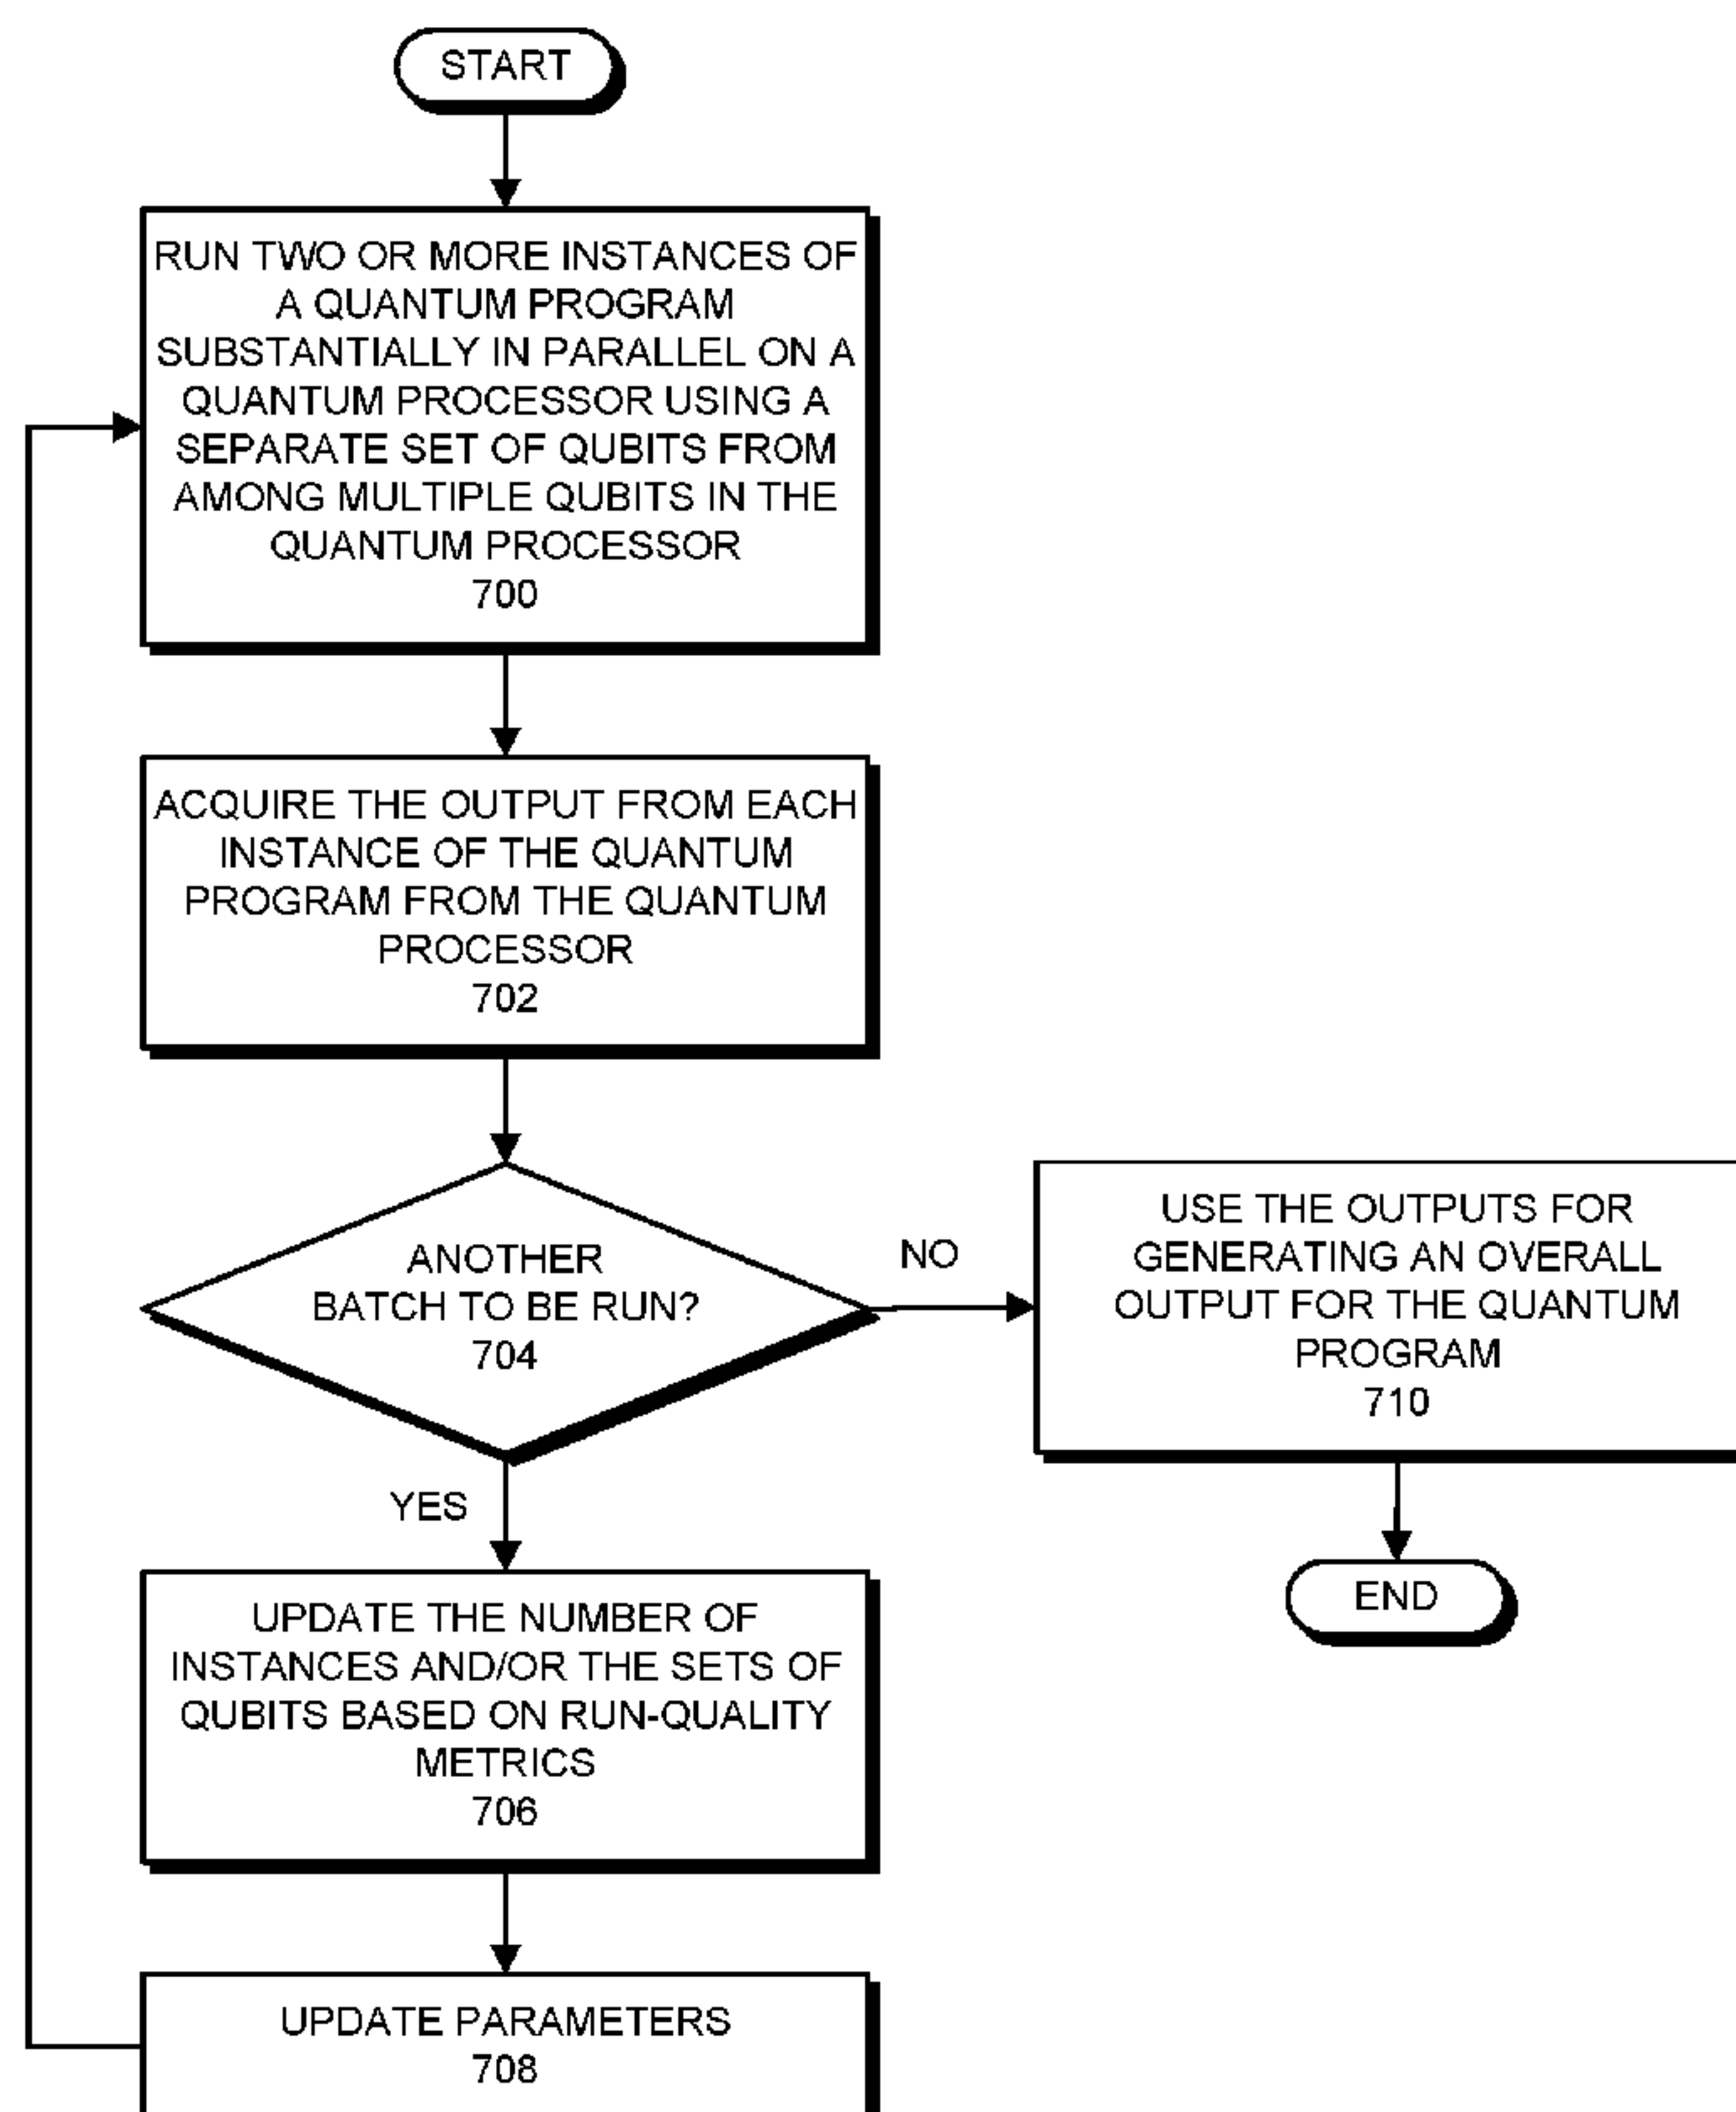 START
RUN TWO OR MORE INSTANCES OF
A QUANTUM PROGRAM
SUBSTANTIALLY IN PARALLEL ON A
QUANTUM PROCESSOR USING A
SEPARATE SET OF QUBITS FROM
AMONG MULTIPLE QUBITS IN THE
QUANTUM PROCESSOR
700
ACQUIRE THE OUTPUT FROM EACH
INSTANCE OF THE QUANTUM
PROGRAM FROM THE QUANTUM
PROCESSOR
702
ANOTHER
BATCH TO BE RUN?
704
NO
USE THE OUTPUTS FOR
GENERATING AN OVERALL
OUTPUT FOR THE QUANTUM
PROGRAM
710
END
YES
UPDATE THE NUMBER OF
INSTANCES AND/OR THE SETS OF
QUBITS BASED ON RUN-QUALITY
METRICS
706
UPDATE PARAMETERS
708